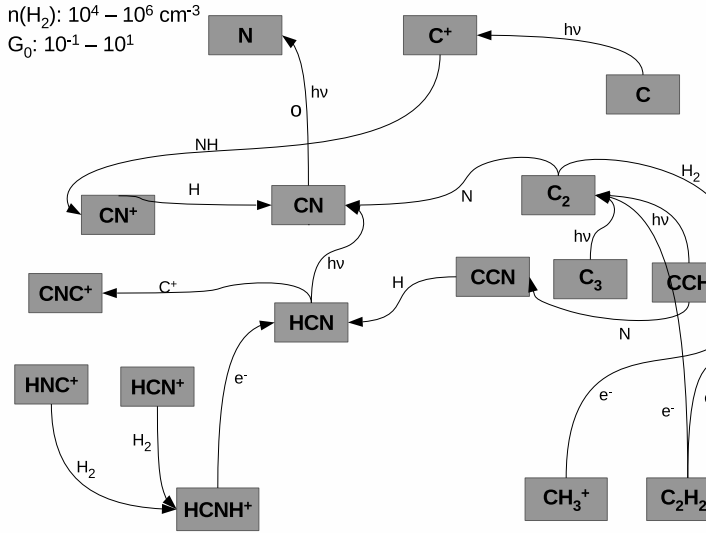 n(H₂): 10⁴ – 10⁶ cm⁻³
G₀: 10⁻¹ – 10¹
N
C⁺
hν
C
hν
O
NH
H₂
H
CN⁺
CN
N
C₂
hν
hν
CNC⁺
C⁺
hν
H
CCN
C₃
CCH
HCN
N
HNC⁺
HCN⁺
e⁻
e⁻
e⁻
H₂
H₂
HCNH⁺
CH₃⁺
C₂H₂